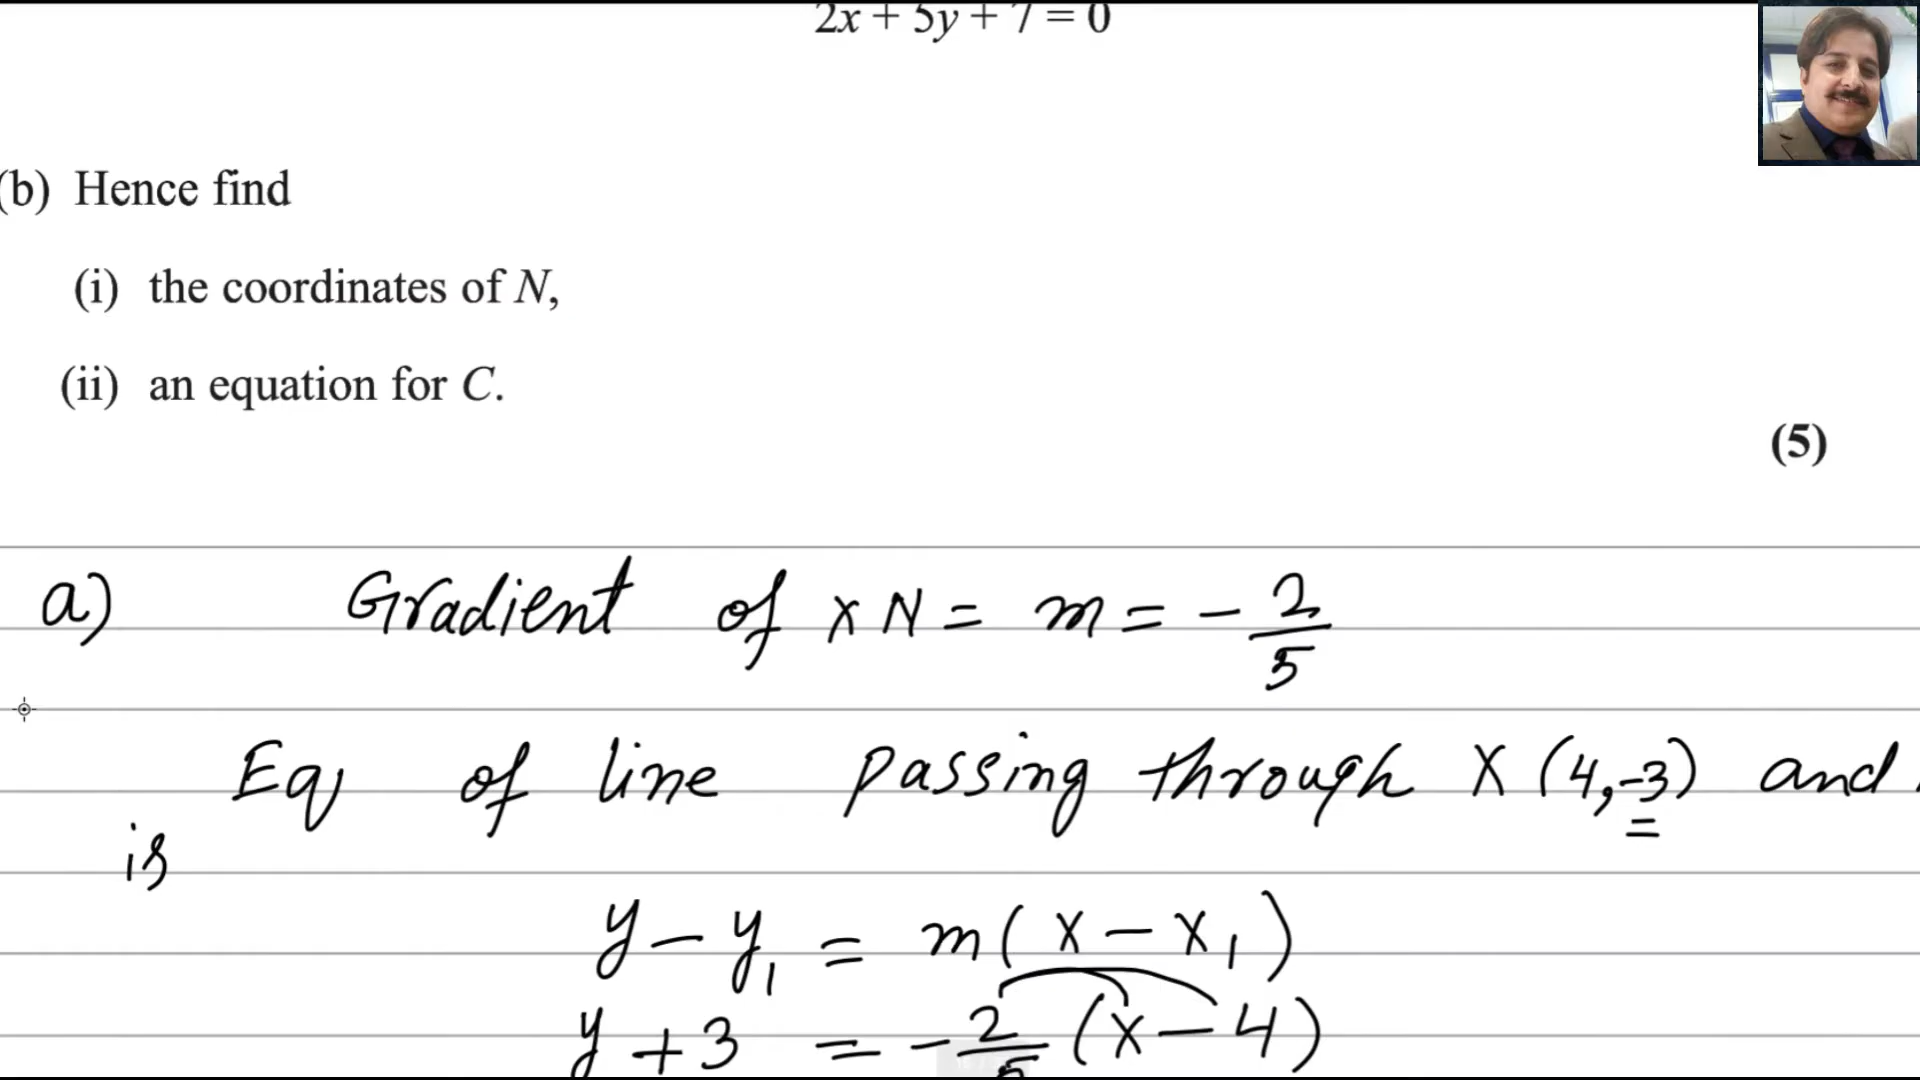 2x + 5y + 7 = 0
(b) Hence find
(i) the coordinates of N,
(ii) an equation for C.
(5)
a) Gradient of XN = m = - 2/5
Eq of line passing through X (4,-3) and
is
y - y₁ = m(x - x₁)
y + 3 = - 2/5 (x - 4)